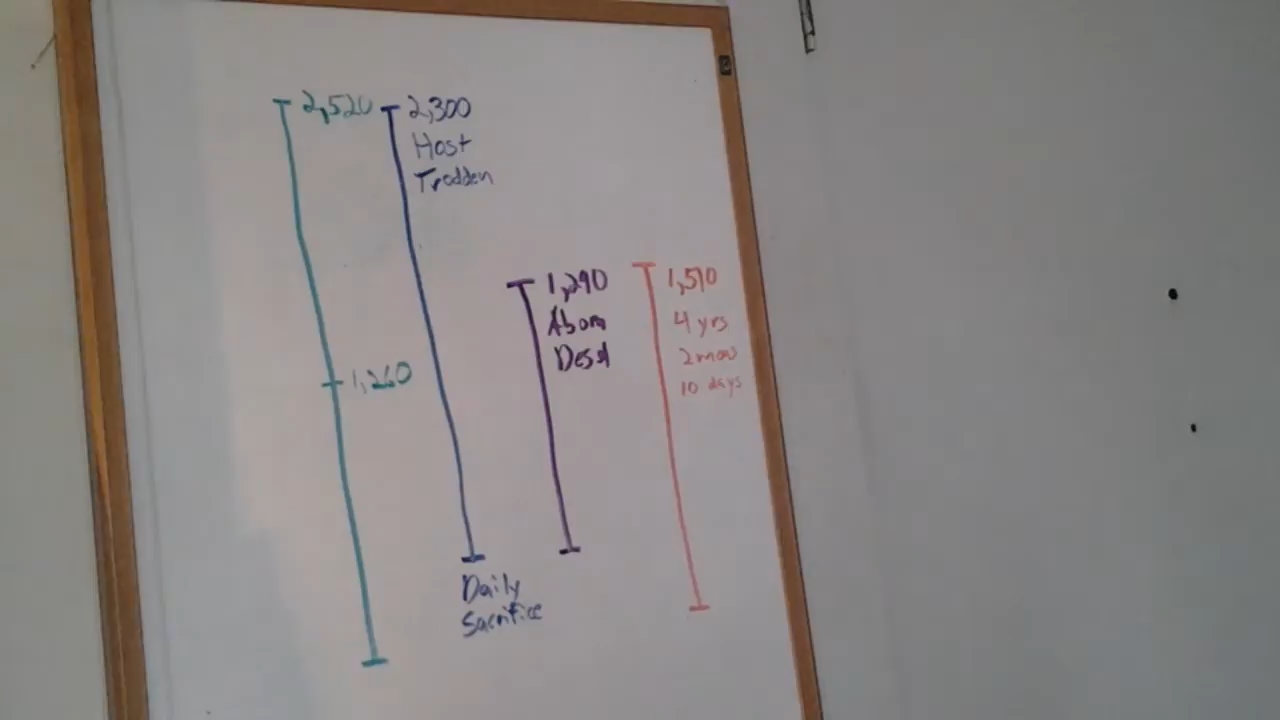 2,520
1,260
2,300
Host
Trodden
Daily
Sacrifice
1,290
Abom
Desol
1,510
4 yrs
2 mos
10 days